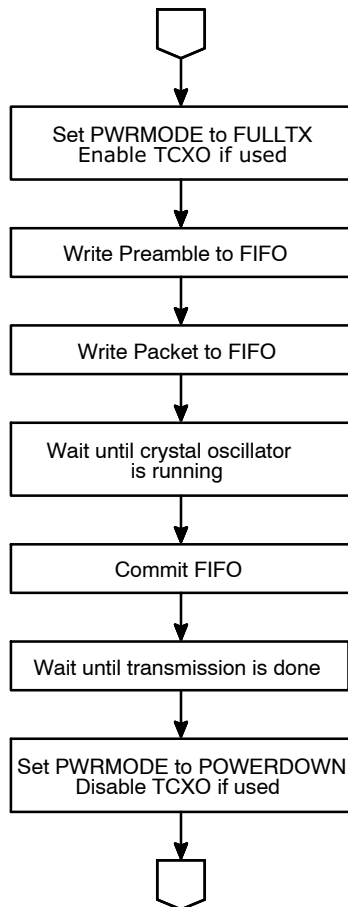 Set PWRMODE to FULLTX
Enable TCXO if used
Write Preamble to FIFO
Write Packet to FIFO
Wait until crystal oscillator
is running
Commit FIFO
Wait until transmission is done
Set PWRMODE to POWERDOWN
Disable TCXO if used